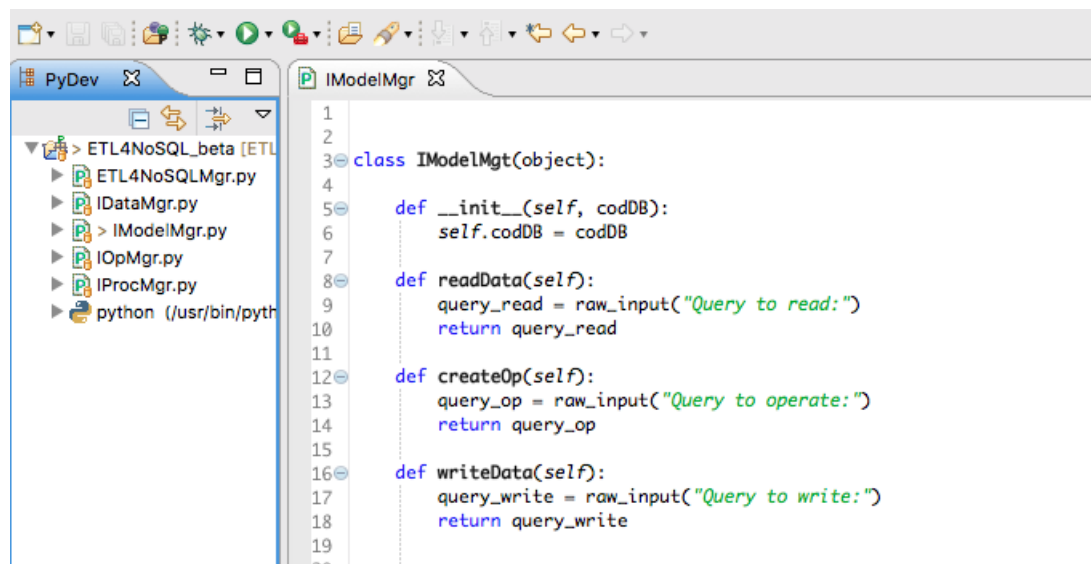 PyDev
> ETL4NoSQL_beta [ETL
ETL4NoSQLMgr.py
IDataMgr.py
> IModelMgr.py
IOpMgr.py
IProcMgr.py
python (/usr/bin/pyth
IModelMgr
1
2
3 class IModelMgt(object):
4
5 def __init__(self, codDB):
6 self.codDB = codDB
7
8 def readData(self):
9 query_read = raw_input("Query to read:")
10 return query_read
11
12 def createOp(self):
13 query_op = raw_input("Query to operate:")
14 return query_op
15
16 def writeData(self):
17 query_write = raw_input("Query to write:")
18 return query_write
19